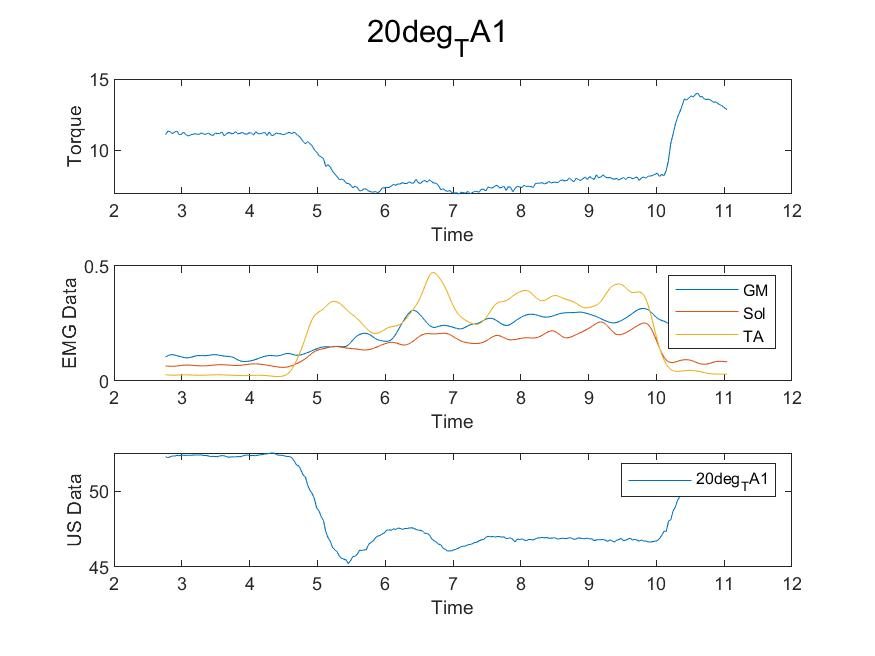 20deg_TA1
15
10
Torque
2 3 4 5 6 7 8 9 10 11 12
Time
0.5
0
EMG Data
GM
Sol
TA
2 3 4 5 6 7 8 9 10 11 12
Time
50
45
US Data
20deg_TA1
2 3 4 5 6 7 8 9 10 11 12
Time